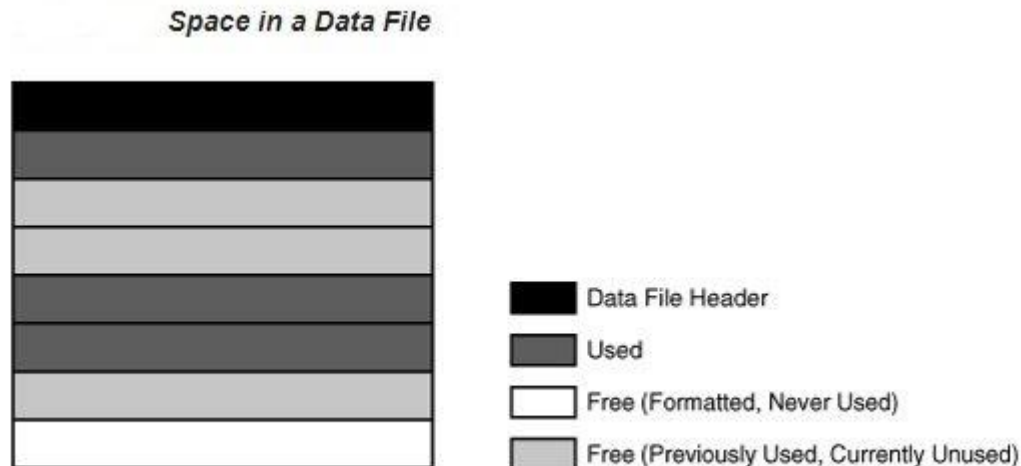 Space in a Data File
Data File Header
Used
Free (Formatted, Never Used)
Free (Previously Used, Currently Unused)